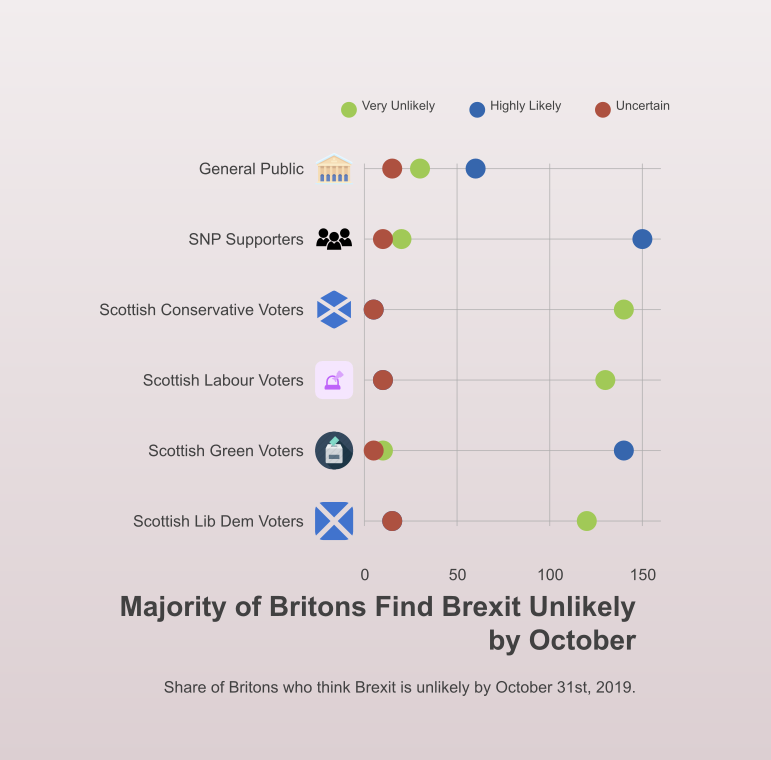 Very Unlikely
Highly Likely
Uncertain
General Public
SNP Supporters
Scottish Conservative Voters
Scottish Labour Voters
Scottish Green Voters
Scottish Lib Dem Voters
0
50
100
150
Majority of Britons Find Brexit Unlikely
by October
Share of Britons who think Brexit is unlikely by October 31st, 2019.